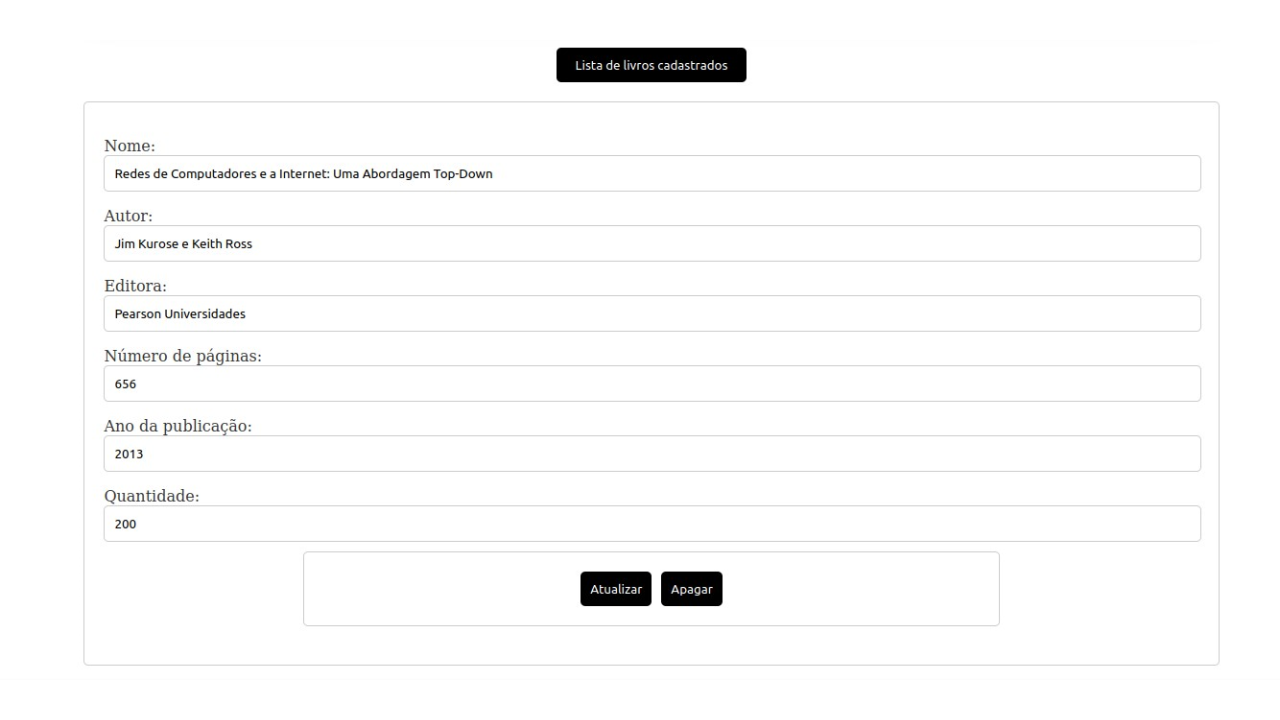 Lista de livros cadastrados
Nome:
Redes de Computadores e a Internet: Uma Abordagem Top-Down
Autor:
Jim Kurose e Keith Ross
Editora:
Pearson Universidades
Número de páginas:
656
Ano da publicação:
2013
Quantidade:
200
Atualizar Apagar